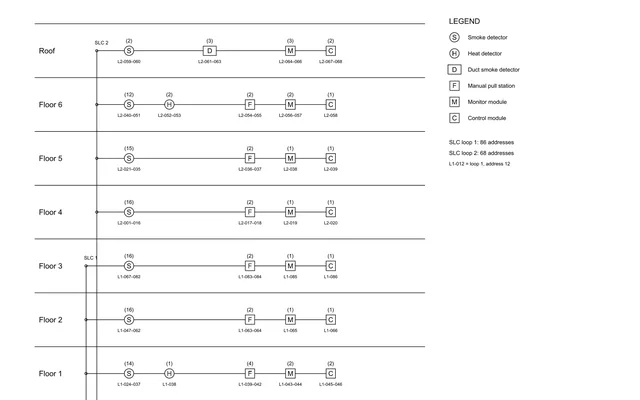 SLC 2
Roof
(2) (3) (3) (2)
S D M C
L2-059–060 L2-061–063 L2-064–066 L2-067–068
Floor 6
(12) (2) (2) (2) (1)
S H F M C
L2-040–051 L2-052–053 L2-054–055 L2-056–057 L2-058
Floor 5
(15) (2) (1) (1)
S F M C
L2-021–035 L2-036–037 L2-038 L2-039
Floor 4
(16) (2) (1) (1)
S F M C
L2-001–016 L2-017–018 L2-019 L2-020
SLC 1
Floor 3
(16) (2) (1) (1)
S F M C
L1-067–082 L1-083–084 L1-085 L1-086
Floor 2
(16) (2) (1) (1)
S F M C
L1-047–062 L1-063–064 L1-065 L1-066
Floor 1
(14) (1) (4) (2) (2)
S H F M C
L1-024–037 L1-038 L1-039–042 L1-043–044 L1-045–046
LEGEND
S Smoke detector
H Heat detector
D Duct smoke detector
F Manual pull station
M Monitor module
C Control module
SLC loop 1: 86 addresses
SLC loop 2: 68 addresses
L1-012 = loop 1, address 12